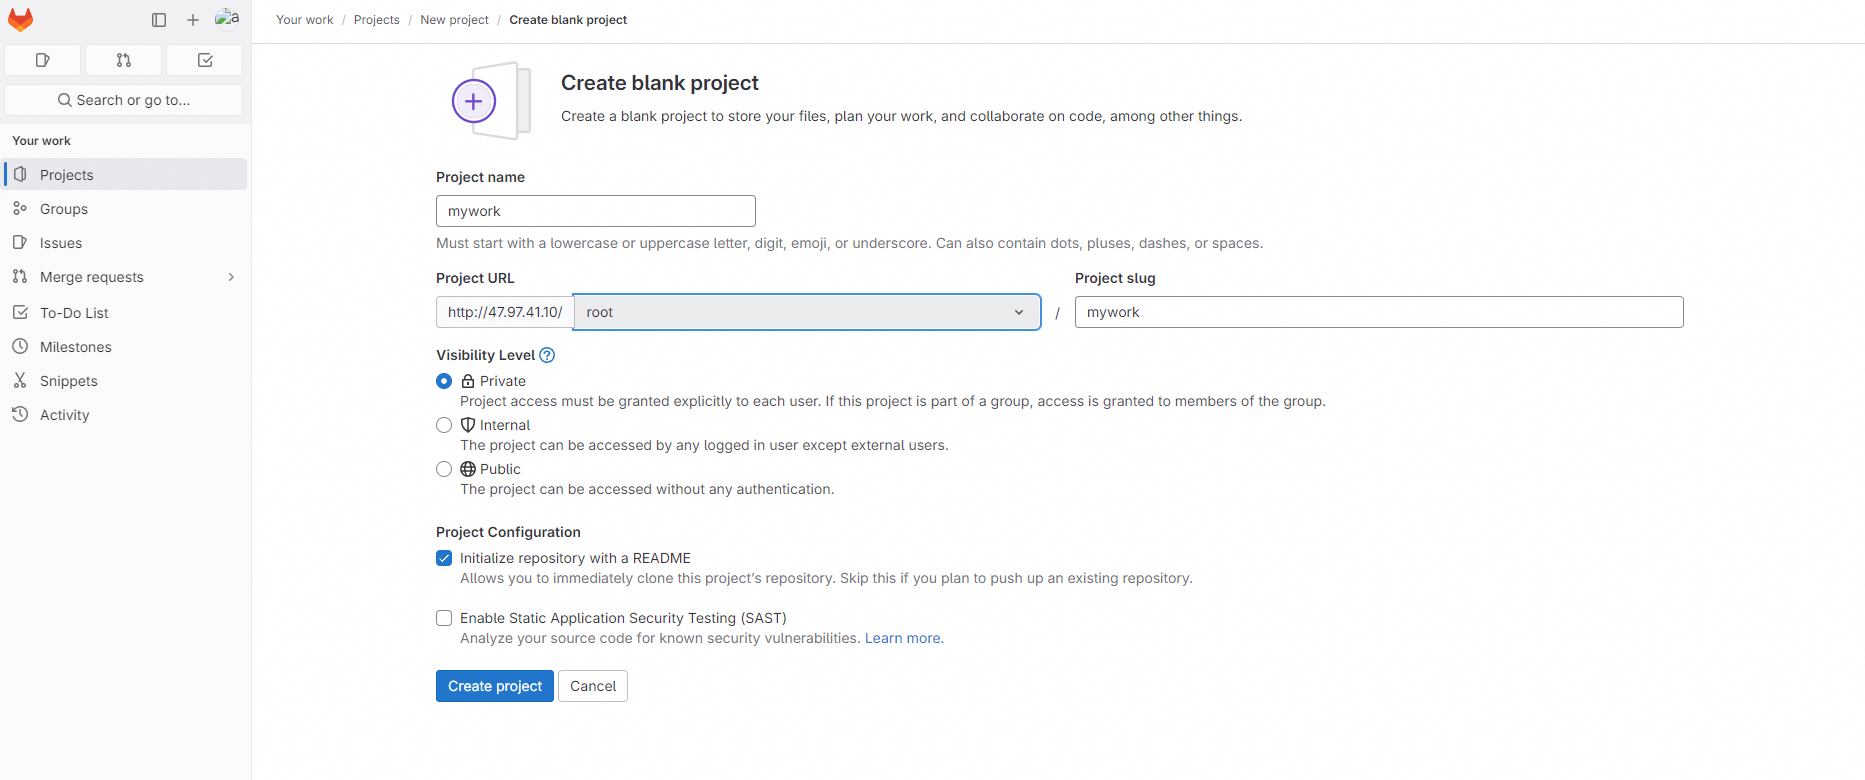 a
Your work / Projects / New project / Create blank project
Search or go to...
Your work
Projects
Groups
Issues
Merge requests
To-Do List
Milestones
Snippets
Activity
Create blank project
Create a blank project to store your files, plan your work, and collaborate on code, among other things.
Project name
mywork
Must start with a lowercase or uppercase letter, digit, emoji, or underscore. Can also contain dots, pluses, dashes, or spaces.
Project URL
Project slug
http://47.97.41.10/ root / mywork
Visibility Level ?
Private
Project access must be granted explicitly to each user. If this project is part of a group, access is granted to members of the group.
Internal
The project can be accessed by any logged in user except external users.
Public
The project can be accessed without any authentication.
Project Configuration
Initialize repository with a README
Allows you to immediately clone this project's repository. Skip this if you plan to push up an existing repository.
Enable Static Application Security Testing (SAST)
Analyze your source code for known security vulnerabilities. Learn more.
Create project Cancel